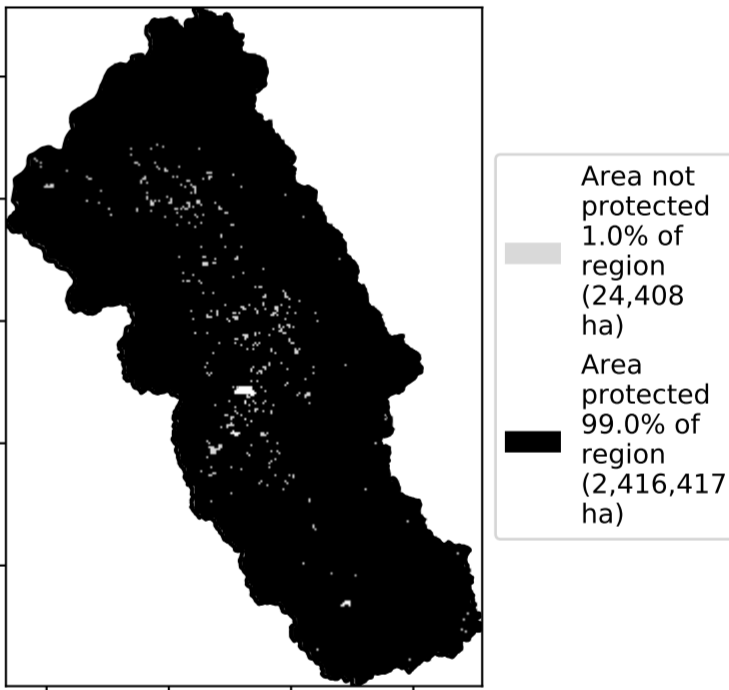 Area not
protected
1.0% of
region
(24,408
ha)
Area
protected
99.0% of
region
(2,416,417
ha)